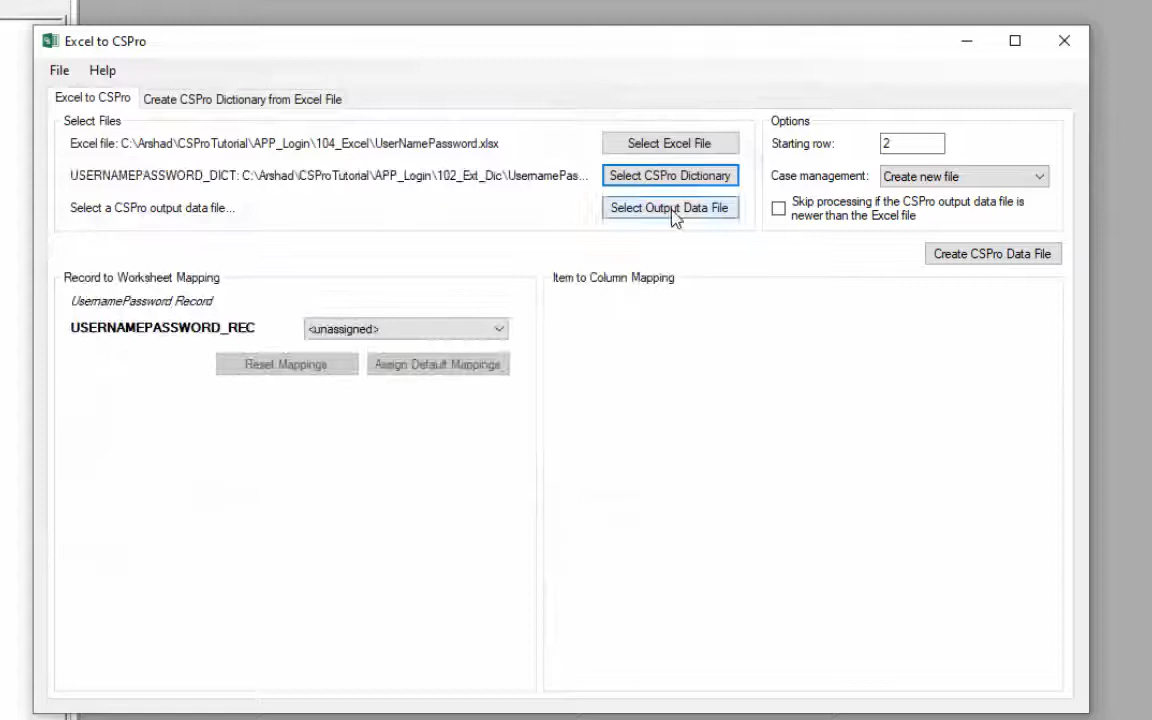 Excel to CSPro
File Help
Excel to CSPro Create CSPro Dictionary from Excel File
Select Files
Excel file: C:\Arshad\CSProTutorial\APP_Login\104_Excel\UserNamePassword.xlsx
Select Excel File
USERNAMEPASSWORD_DICT: C:\Arshad\CSProTutorial\APP_Login\102_Ext_Dic\UsernamePas...
Select CSPro Dictionary
Select a CSPro output data file...
Select Output Data File
Options
Starting row: 2
Case management: Create new file
Skip processing if the CSPro output data file is
newer than the Excel file
Create CSPro Data File
Record to Worksheet Mapping
UsernamePassword Record
USERNAMEPASSWORD_REC <unassigned>
Reset Mappings Assign Default Mappings
Item to Column Mapping